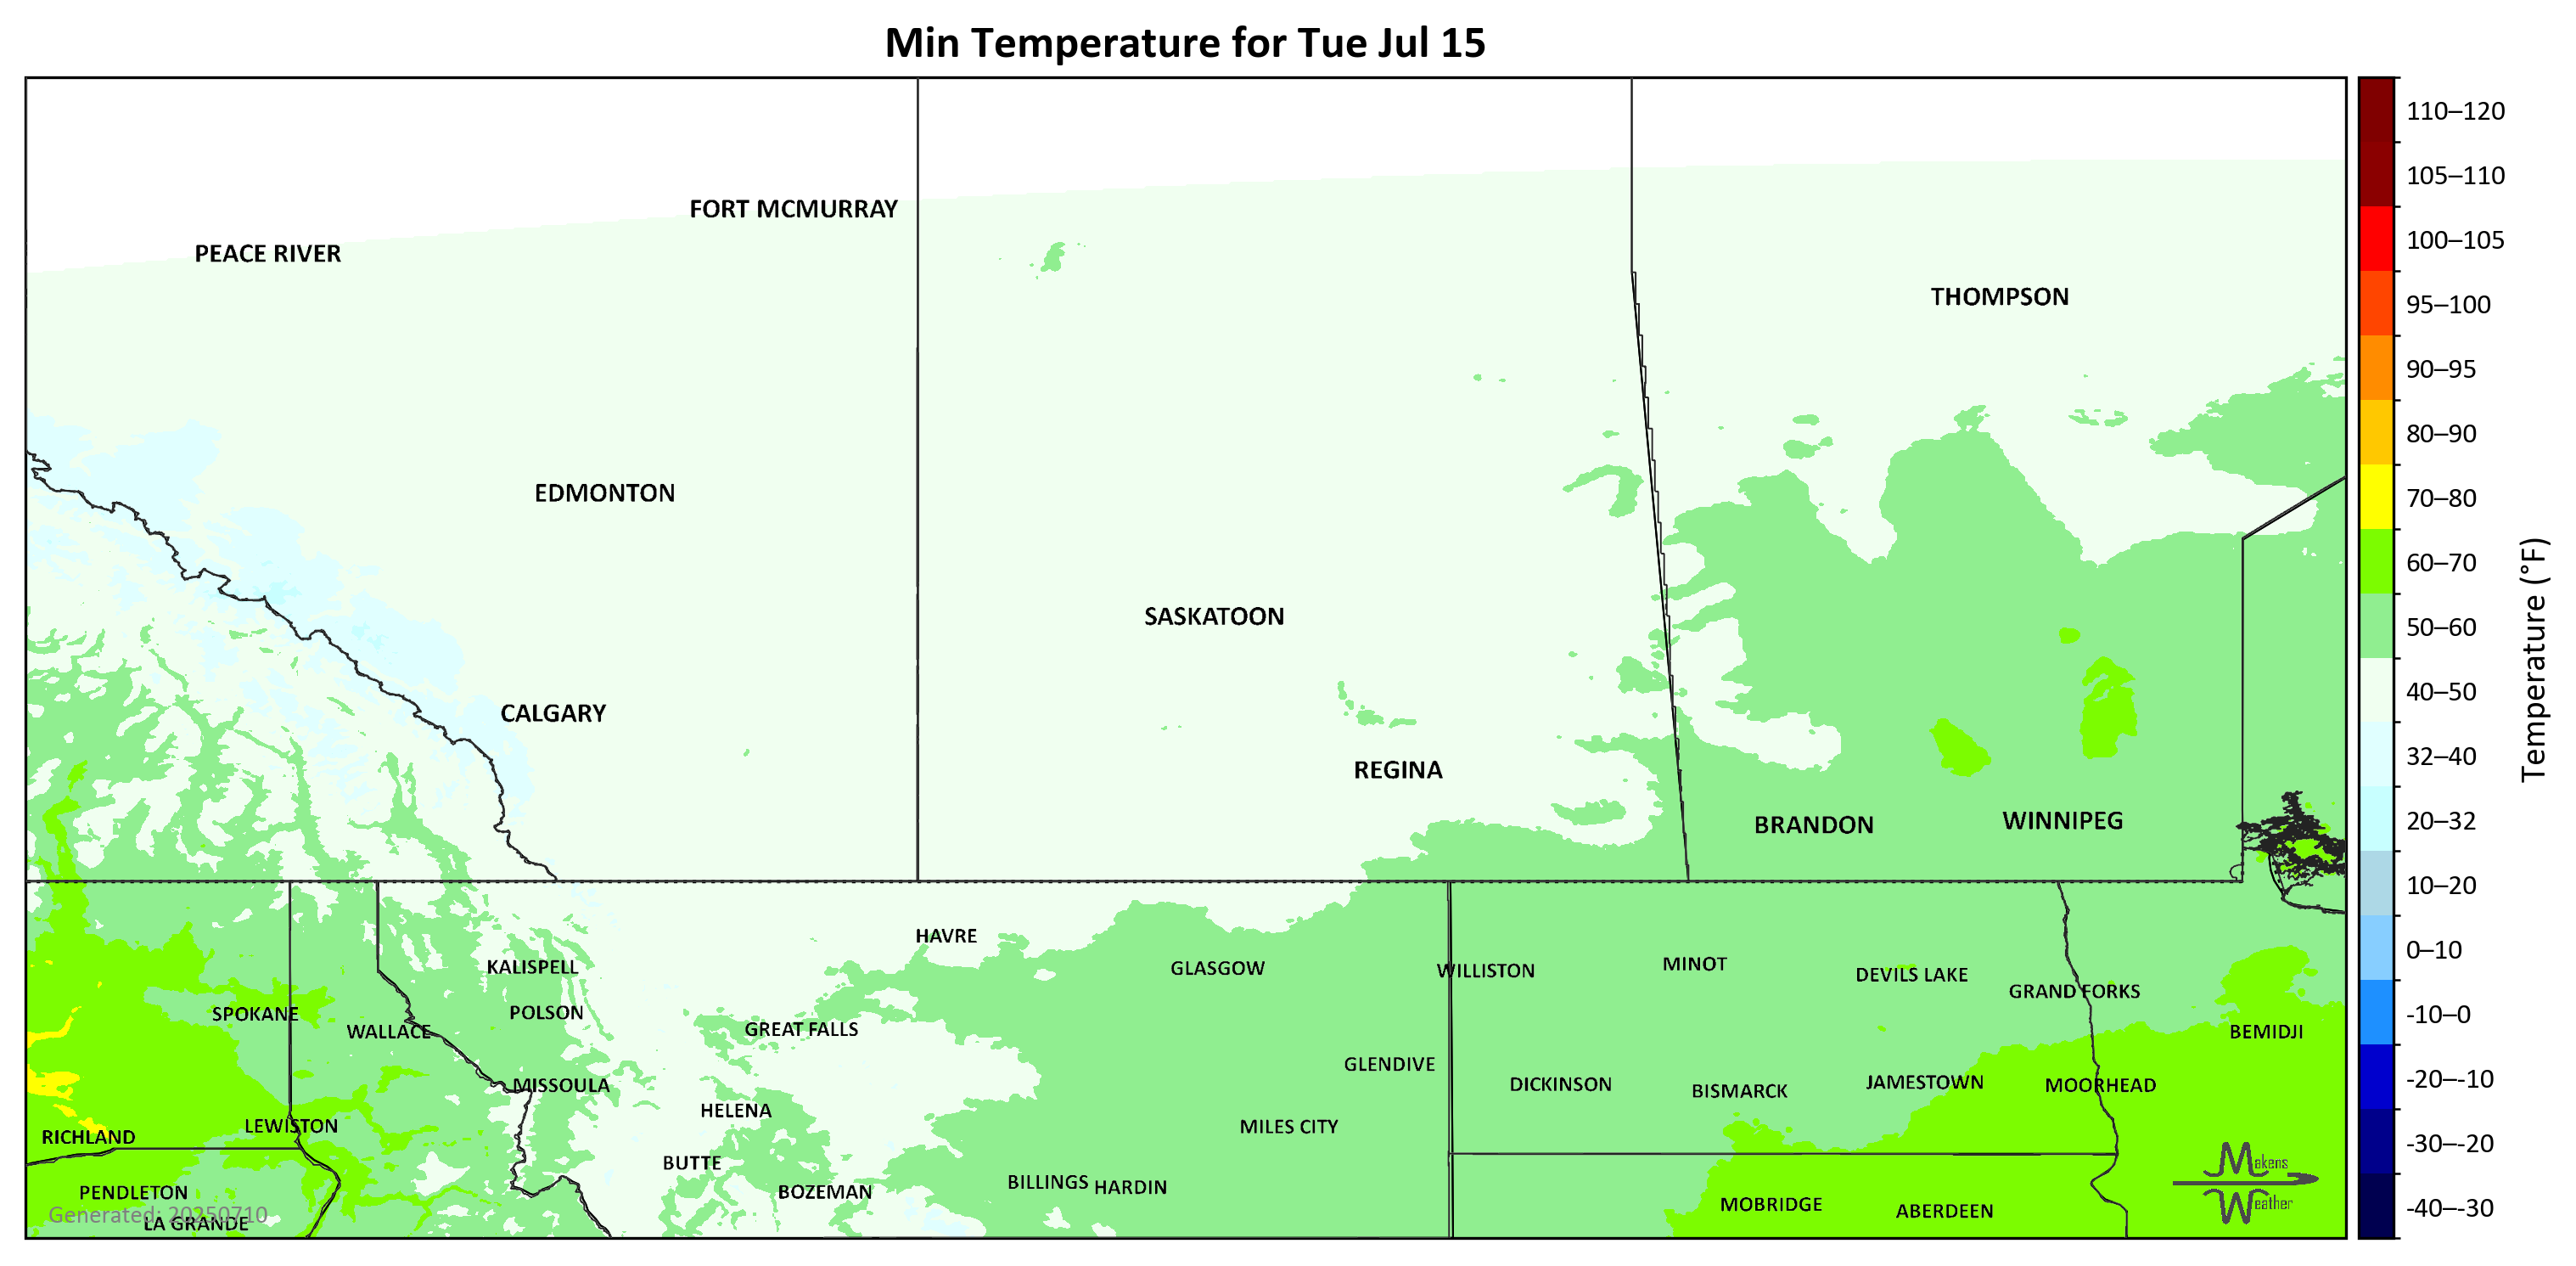 Min Temperature for Tue Jul 15
FORT MCMURRAY
PEACE RIVER
THOMPSON
EDMONTON
SASKATOON
CALGARY
REGINA
BRANDON
WINNIPEG
HAVRE
KALISPELL
GLASGOW
WILLISTON
MINOT
DEVILS LAKE
GRAND FORKS
SPOKANE
POLSON
WALLACE
GREAT FALLS
BEMIDJI
GLENDIVE
MISSOULA
DICKINSON
BISMARCK
JAMESTOWN
MOORHEAD
HELENA
LEWISTON
MILES CITY
RICHLAND
BUTTE
BILLINGS
HARDIN
PENDLETON
BOZEMAN
MOBRIDGE
ABERDEEN
LA GRANDE
Generated: 20250710
Makens
Weather
110–120
105–110
100–105
95–100
90–95
80–90
70–80
60–70
50–60
40–50
32–40
20–32
10–20
0–10
-10–0
-20–-10
-30–-20
-40–-30
Temperature (°F)